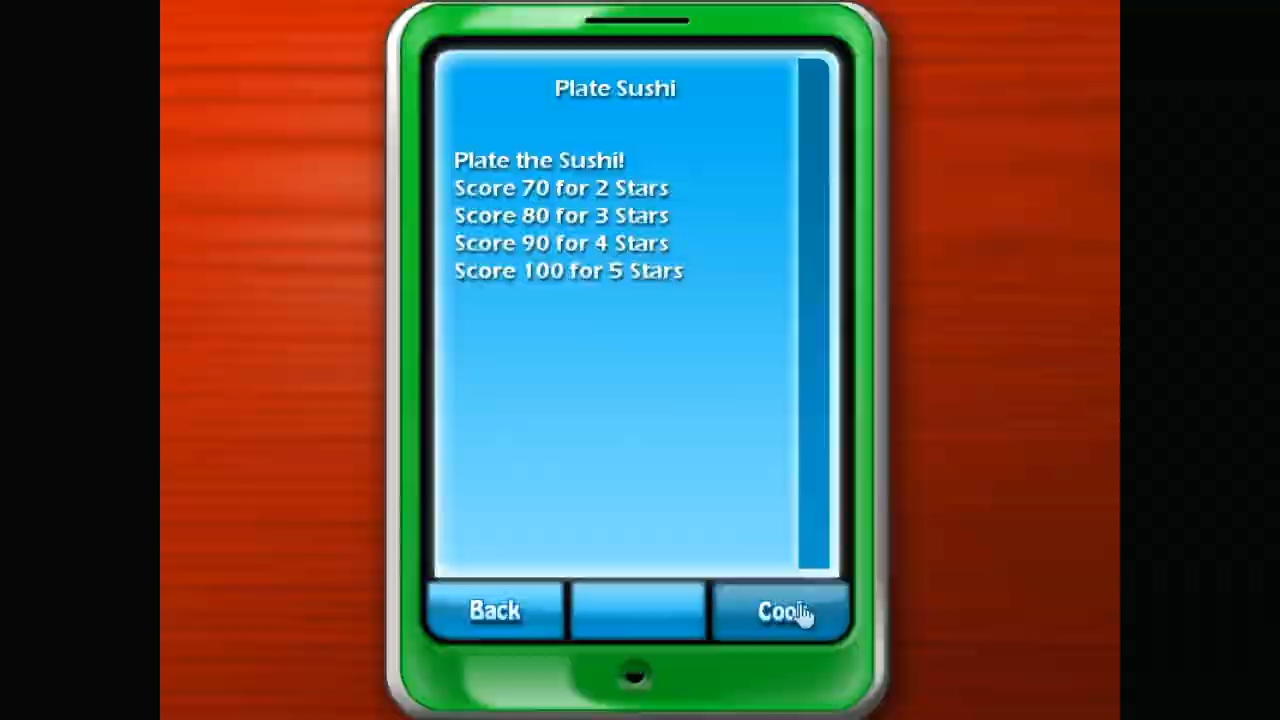 Plate Sushi
Plate the Sushi!
Score 70 for 2 Stars
Score 80 for 3 Stars
Score 90 for 4 Stars
Score 100 for 5 Stars
Back